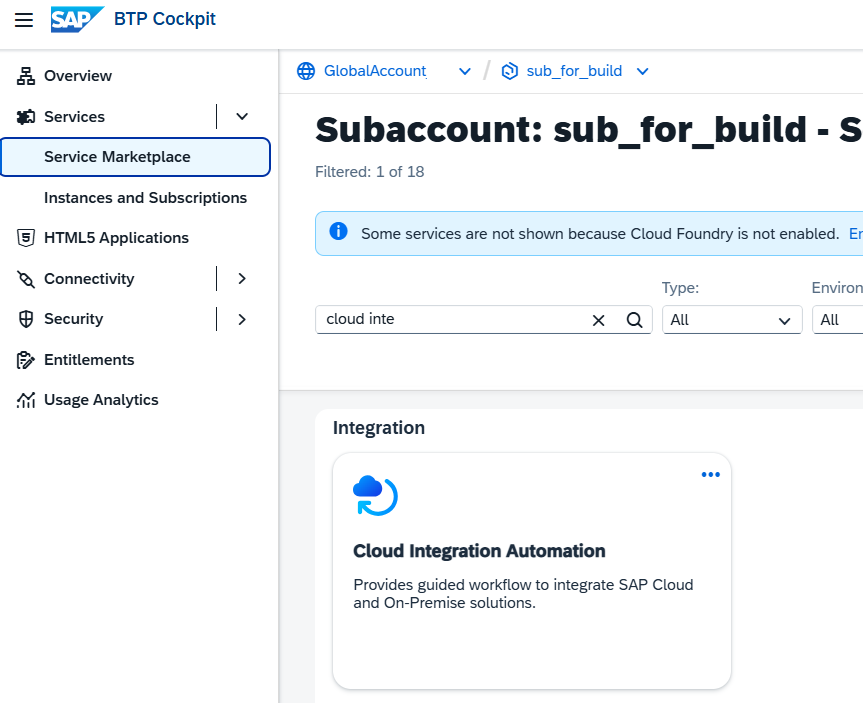 SAP BTP Cockpit
Overview
Services
Service Marketplace
Instances and Subscriptions
HTML5 Applications
Connectivity
Security
Entitlements
Usage Analytics
GlobalAccount / sub_for_build
Subaccount: sub_for_build - S
Filtered: 1 of 18
Some services are not shown because Cloud Foundry is not enabled. Er
Type: Environ
cloud inte All All
Integration
Cloud Integration Automation
Provides guided workflow to integrate SAP Cloud
and On-Premise solutions.